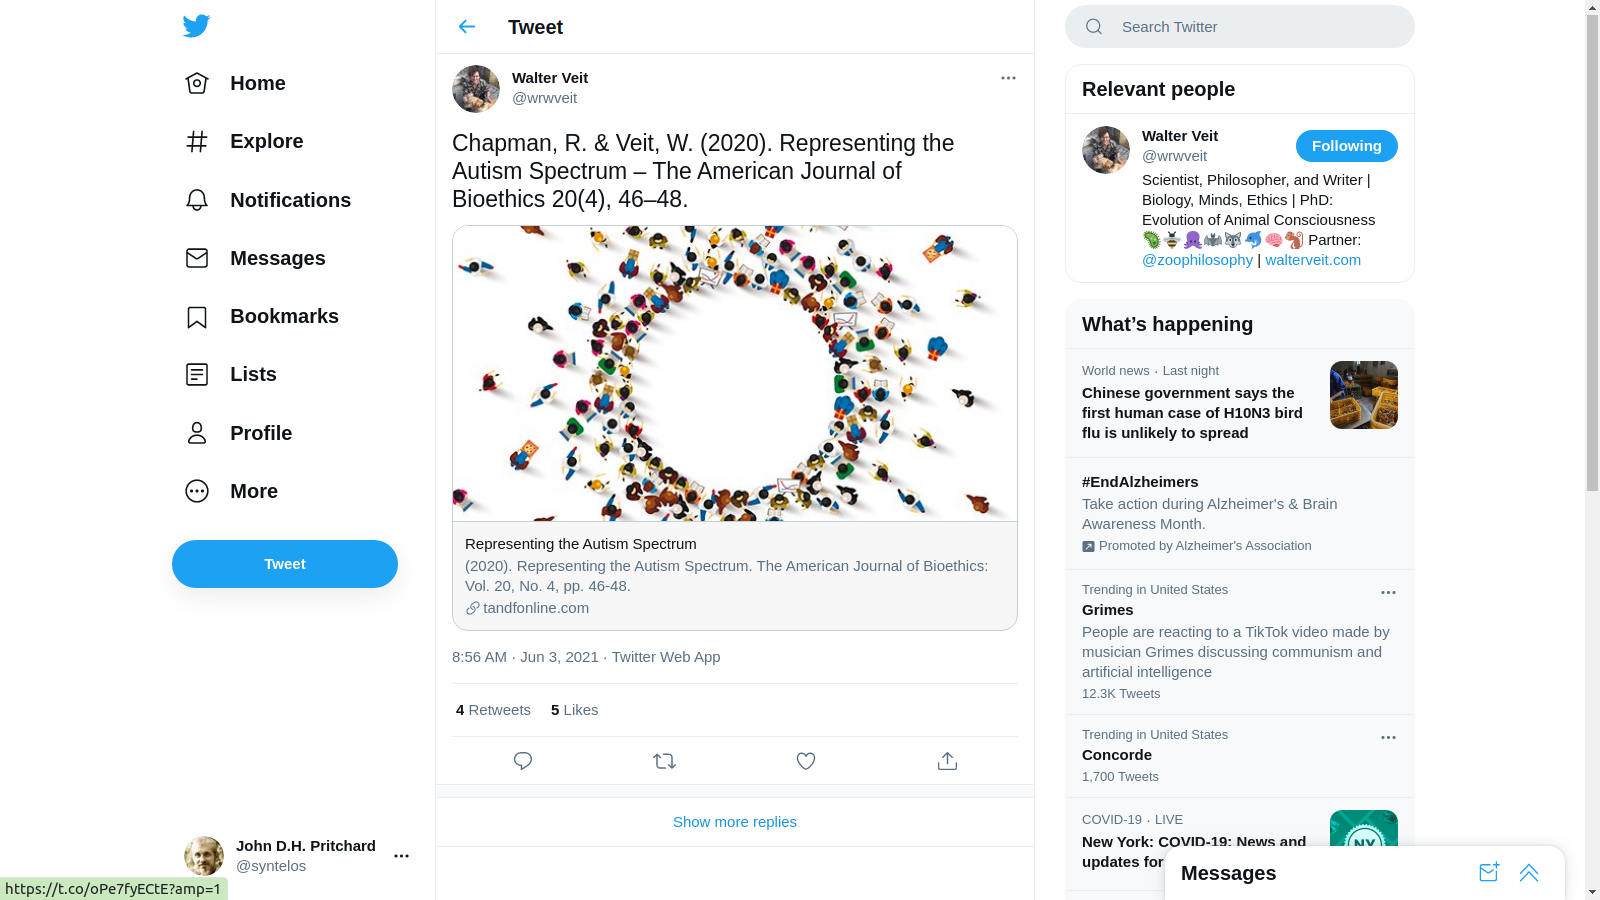 Home
Explore
Notifications
Messages
Bookmarks
Lists
Profile
More
Tweet
John D.H. Pritchard
@syntelos
https://t.co/oPe7fyECtE?amp=1
Tweet
Walter Veit
@wrwveit
Chapman, R. & Veit, W. (2020). Representing the
Autism Spectrum – The American Journal of
Bioethics 20(4), 46–48.
Representing the Autism Spectrum
(2020). Representing the Autism Spectrum. The American Journal of Bioethics:
Vol. 20, No. 4, pp. 46-48.
tandfonline.com
8:56 AM · Jun 3, 2021 · Twitter Web App
4 Retweets 5 Likes
Show more replies
Search Twitter
Relevant people
Walter Veit
@wrwveit
Following
Scientist, Philosopher, and Writer |
Biology, Minds, Ethics | PhD:
Evolution of Animal Consciousness
Partner:
@zoophilosophy | walterveit.com
What’s happening
World news · Last night
Chinese government says the
first human case of H10N3 bird
flu is unlikely to spread
#EndAlzheimers
Take action during Alzheimer's & Brain
Awareness Month.
Promoted by Alzheimer's Association
Trending in United States
Grimes
People are reacting to a TikTok video made by
musician Grimes discussing communism and
artificial intelligence
12.3K Tweets
Trending in United States
Concorde
1,700 Tweets
COVID-19 · LIVE
New York: COVID-19: News and
updates for
NY
Messages